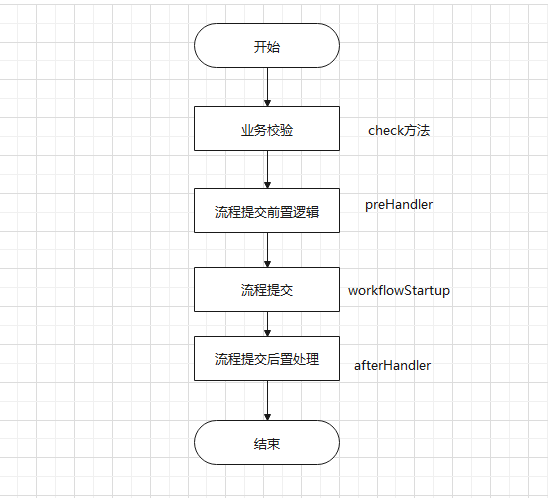 开始
业务校验
check方法
流程提交前置逻辑
preHandler
流程提交
workflowStartup
流程提交后置处理
afterHandler
结束